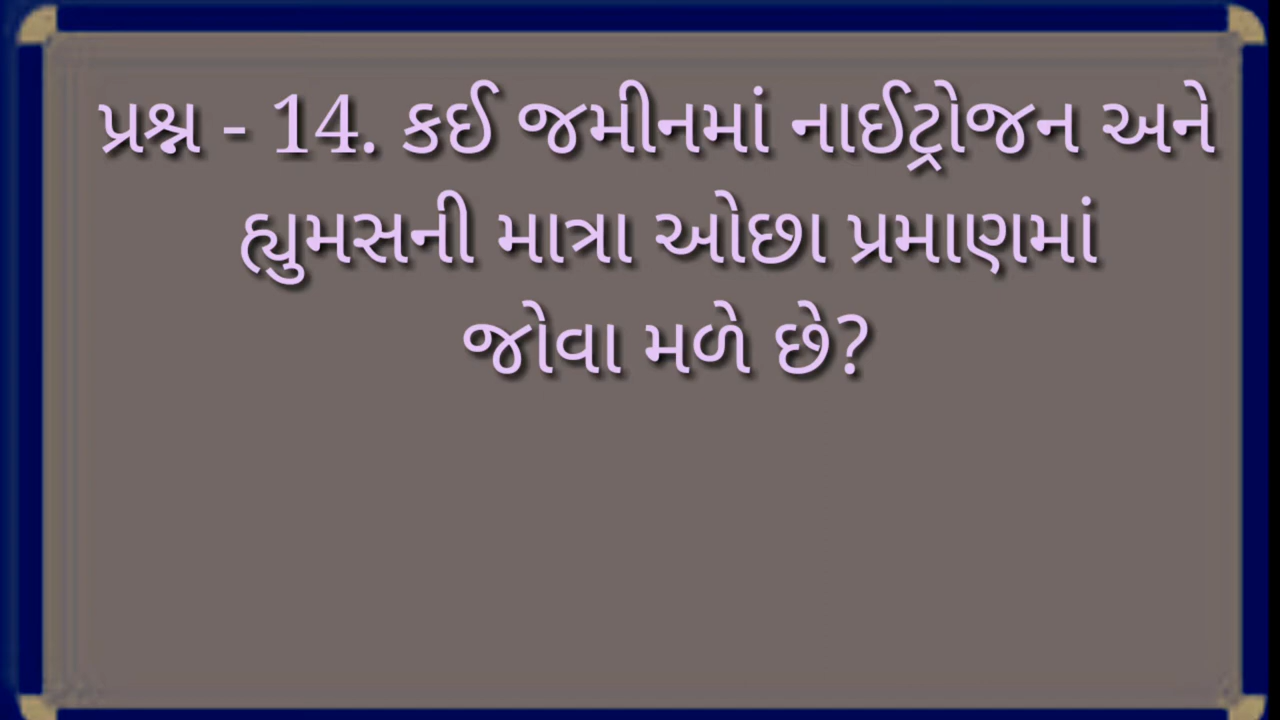 પ્રશ્ન - 14. કઈ જમીનમાં નાઈટ્રોજન અને
હ્યુમસની માત્રા ઓછા પ્રમાણમાં
જોવા મળે છે?